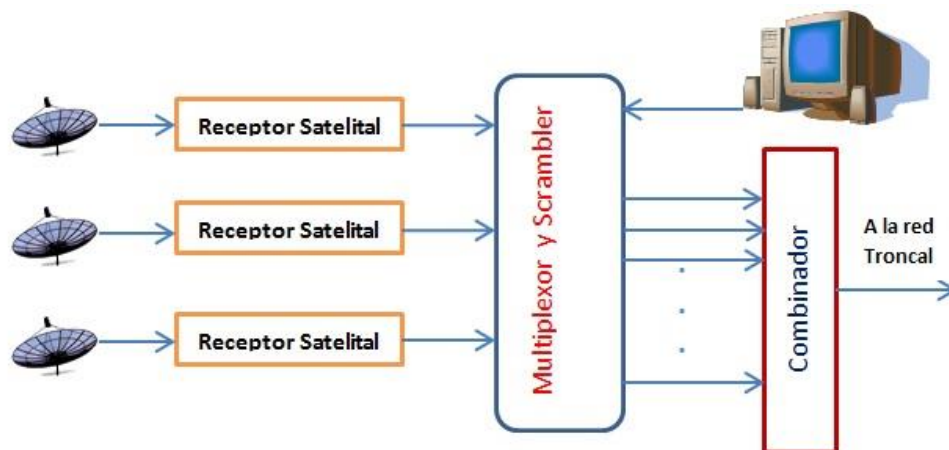 Receptor Satelital
Receptor Satelital
Receptor Satelital
Multiplexor y Scrambler
Combinador
A la red
Troncal